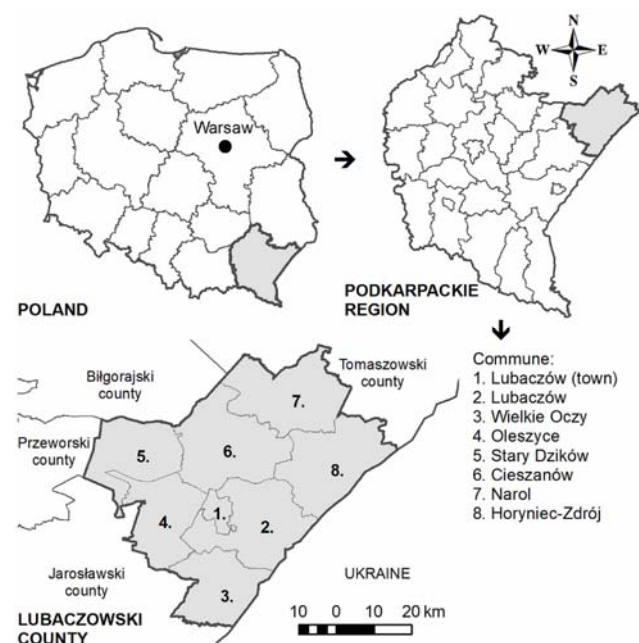 N
W E
S
Warsaw
POLAND
PODKARPACKIE
REGION
Biłgorajski
county
Tomaszowski
county
Przeworski
county
Jarosławski
county
UKRAINE
LUBACZOWSKI
COUNTY
1.
2.
3.
4.
5.
6.
7.
8.
10 0 10 20 km
Commune:
1. Lubaczów (town)
2. Lubaczów
3. Wielkie Oczy
4. Oleszyce
5. Stary Dzików
6. Cieszanów
7. Narol
8. Horyniec-Zdrój